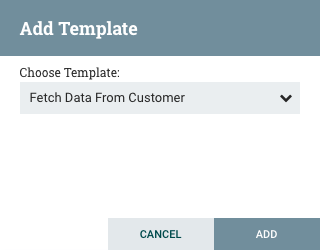 Add Template
Choose Template:
Fetch Data From Customer
CANCEL
ADD